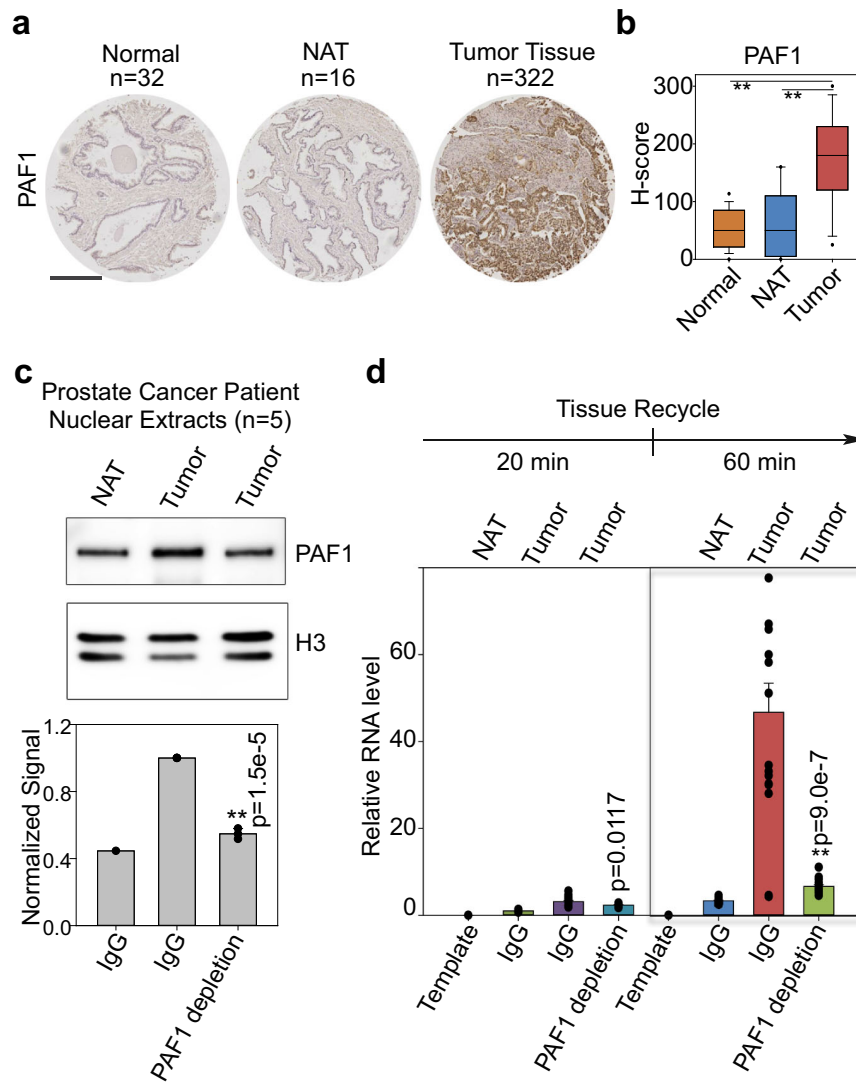 a
Normal
n=32
NAT
n=16
Tumor Tissue
n=322
PAF1
b
PAF1
H-score
300
200
100
0
**
**
Normal
NAT
Tumor
c
Prostate Cancer Patient
Nuclear Extracts (n=5)
NAT
Tumor
Tumor
PAF1
H3
Normalized Signal
1.2
0.8
0.4
0.0
**
p=1.5e-5
IgG
IgG
PAF1 depletion
d
Tissue Recycle
20 min
60 min
NAT
Tumor
Tumor
NAT
Tumor
Tumor
Relative RNA level
60
40
20
0
p=0.0117
**
p=9.0e-7
Template
IgG
IgG
PAF1 depletion
Template
IgG
IgG
PAF1 depletion